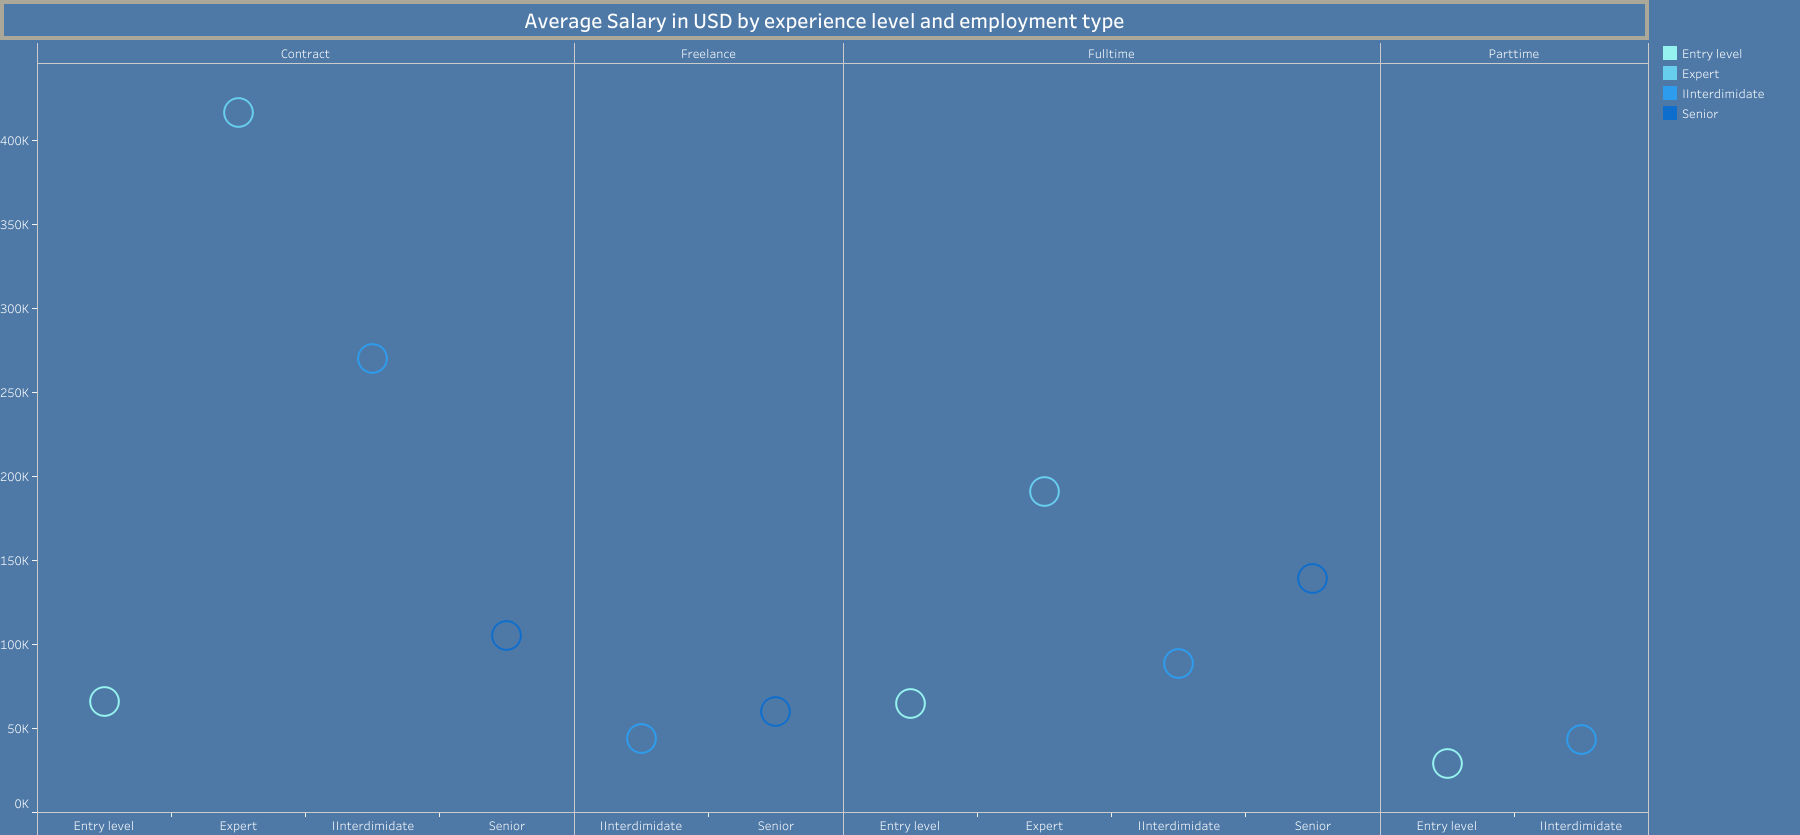 Average Salary in USD by experience level and employment type
Contract
Freelance
Fulltime
Parttime
Entry level
Expert
IInterdimidate
Senior
400K
350K
300K
250K
200K
150K
100K
50K
0K
Entry level
Expert
IInterdimidate
Senior
IInterdimidate
Senior
Entry level
Expert
IInterdimidate
Senior
Entry level
IInterdimidate